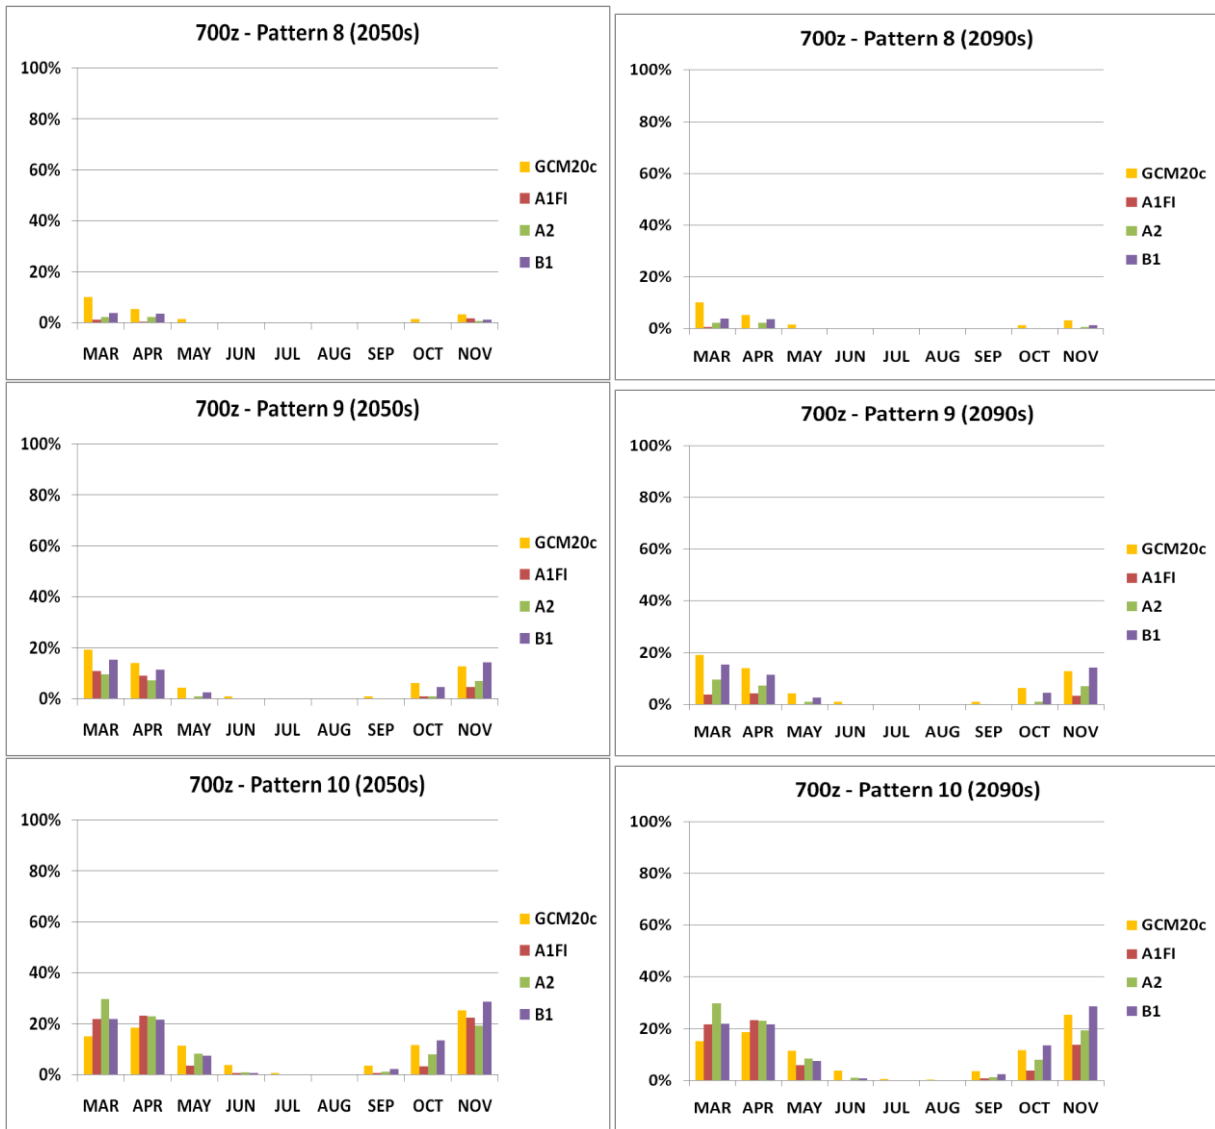 700z - Pattern 8 (2050s)
100%
80%
60%
40%
20%
0%
MAR APR MAY JUN JUL AUG SEP OCT NOV
GCM20c
A1FI
A2
B1
700z - Pattern 8 (2090s)
100%
80%
60%
40%
20%
0%
MAR APR MAY JUN JUL AUG SEP OCT NOV
GCM20c
A1FI
A2
B1
700z - Pattern 9 (2050s)
100%
80%
60%
40%
20%
0%
MAR APR MAY JUN JUL AUG SEP OCT NOV
GCM20c
A1FI
A2
B1
700z - Pattern 9 (2090s)
100%
80%
60%
40%
20%
0%
MAR APR MAY JUN JUL AUG SEP OCT NOV
GCM20c
A1FI
A2
B1
700z - Pattern 10 (2050s)
100%
80%
60%
40%
20%
0%
MAR APR MAY JUN JUL AUG SEP OCT NOV
GCM20c
A1FI
A2
B1
700z - Pattern 10 (2090s)
100%
80%
60%
40%
20%
0%
MAR APR MAY JUN JUL AUG SEP OCT NOV
GCM20c
A1FI
A2
B1